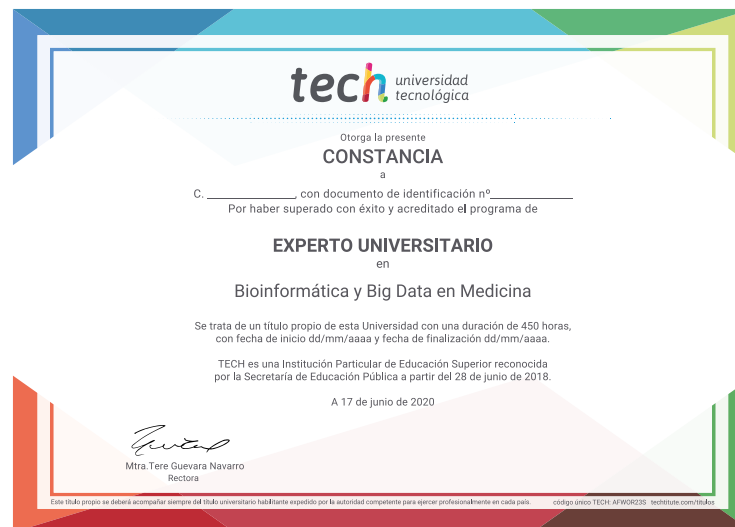 tech universidad
tecnológica
Otorga la presente
CONSTANCIA
a
C. ________________, con documento de identificación nº________________
Por haber superado con éxito y acreditado el programa de
EXPERTO UNIVERSITARIO
en
Bioinformática y Big Data en Medicina
Se trata de un título propio de esta Universidad con una duración de 450 horas,
con fecha de inicio dd/mm/aaaa y fecha de finalización dd/mm/aaaa.
TECH es una Institución Particular de Educación Superior reconocida
por la Secretaría de Educación Pública a partir del 28 de junio de 2018.
A 17 de junio de 2020
Mtra.Tere Guevara Navarro
Rectora
Este título propio se deberá acompañar siempre del título universitario habilitante expedido por la autoridad competente para ejercer profesionalmente en cada país. código único TECH: AFWOR23S techtitute.com/titulos